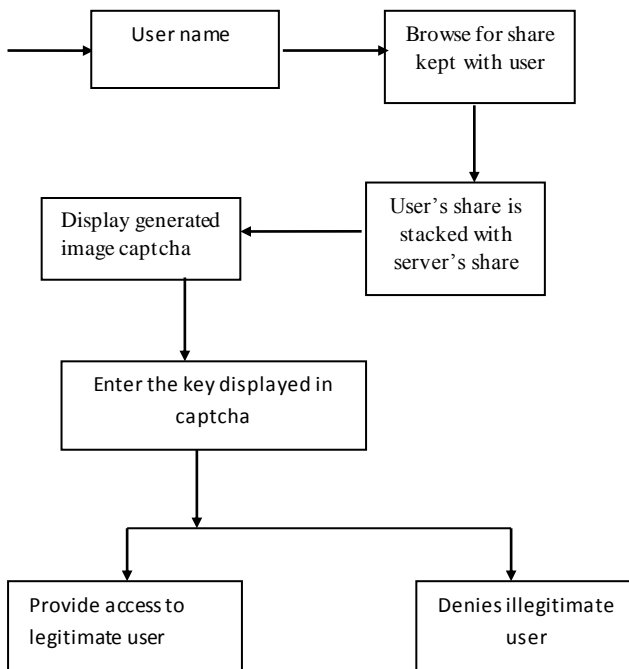 User name
Browse for share
kept with user
User’s share is
stacked with
server’s share
Display generated
image captcha
Enter the key displayed in
captcha
Provide access to
legitimate user
Denies illegitimate
user